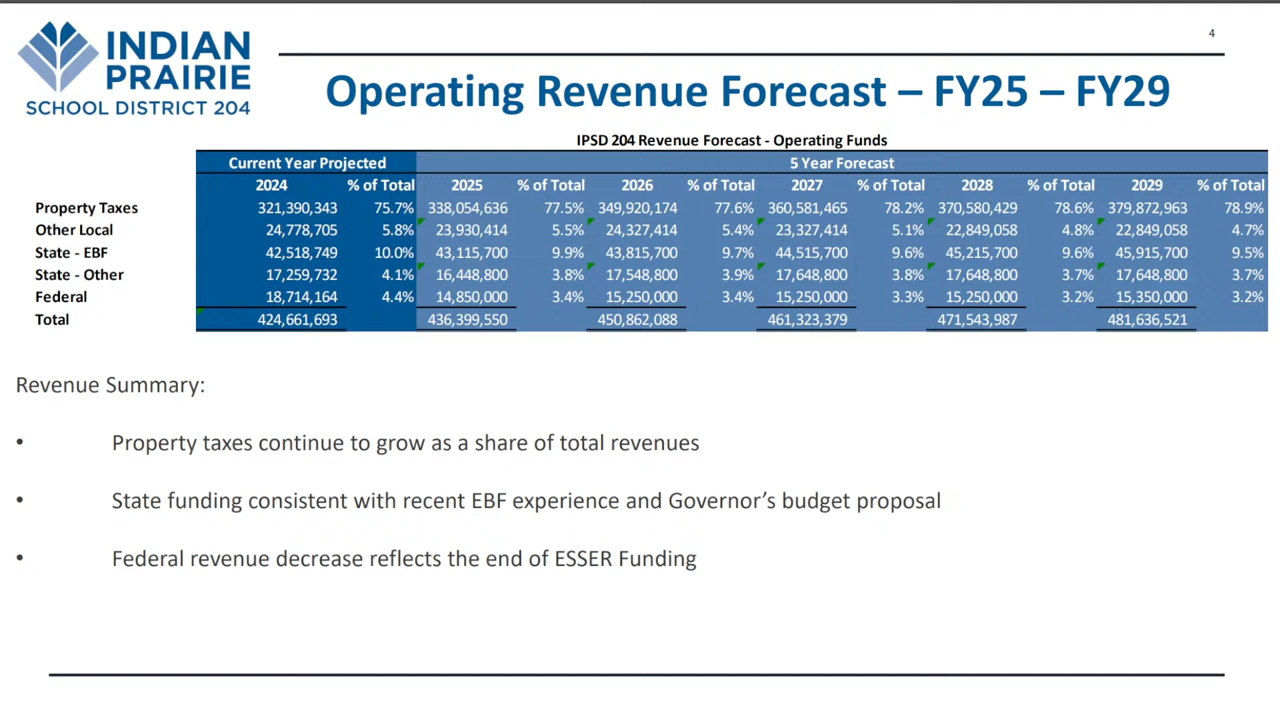 4
INDIAN
PRAIRIE
SCHOOL DISTRICT 204
Operating Revenue Forecast – FY25 – FY29
IPSD 204 Revenue Forecast - Operating Funds
Current Year Projected 5 Year Forecast
2024 % of Total 2025 % of Total 2026 % of Total 2027 % of Total 2028 % of Total 2029 % of Total
Property Taxes 321,390,343 75.7% 338,054,636 77.5% 349,920,174 77.6% 360,581,465 78.2% 370,580,429 78.6% 379,872,963 78.9%
Other Local 24,778,705 5.8% 23,930,414 5.5% 24,327,414 5.4% 23,327,414 5.1% 22,849,058 4.8% 22,849,058 4.7%
State - EBF 42,518,749 10.0% 43,115,700 9.9% 43,815,700 9.7% 44,515,700 9.6% 45,215,700 9.6% 45,915,700 9.5%
State - Other 17,259,732 4.1% 16,448,800 3.8% 17,548,800 3.9% 17,648,800 3.8% 17,648,800 3.7% 17,648,800 3.7%
Federal 18,714,164 4.4% 14,850,000 3.4% 15,250,000 3.4% 15,250,000 3.3% 15,250,000 3.2% 15,350,000 3.2%
Total 424,661,693 436,399,550 450,862,088 461,323,379 471,543,987 481,636,521
Revenue Summary:
• Property taxes continue to grow as a share of total revenues
• State funding consistent with recent EBF experience and Governor’s budget proposal
• Federal revenue decrease reflects the end of ESSER Funding